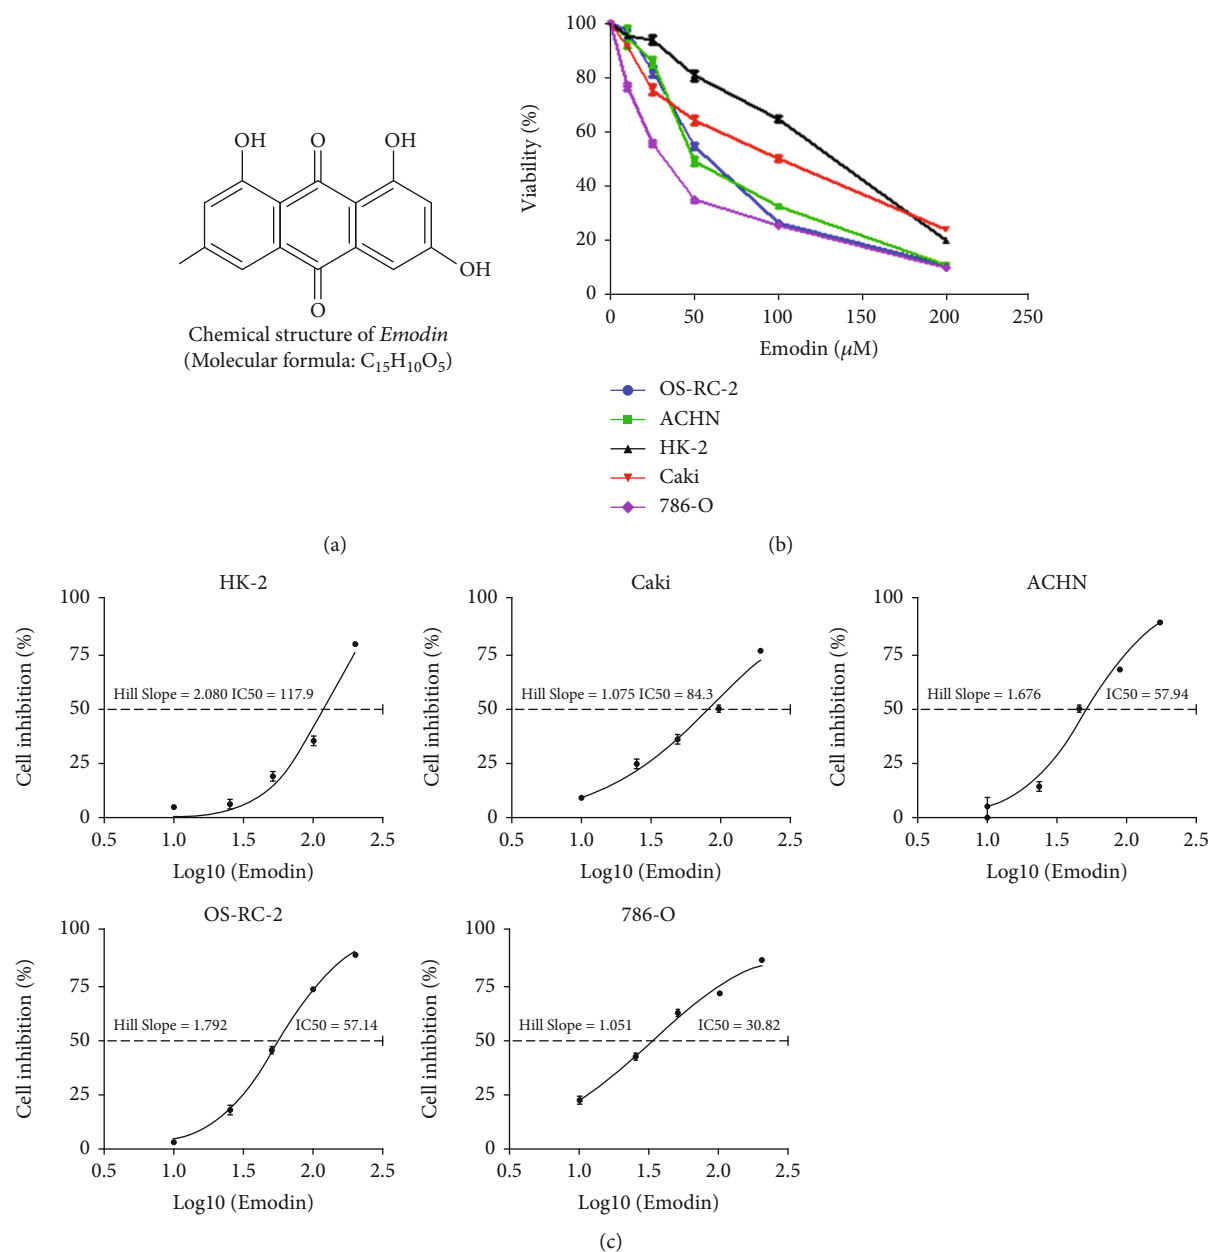 OH
O
OH
OH
O
Chemical structure of Emodin
(Molecular formula: C₁₅H₁₀O₅)
(a)
100
80
60
40
20
0
Viability (%)
0 50 100 150 200 250
Emodin (μM)
OS-RC-2
ACHN
HK-2
Caki
786-O
(b)
HK-2
100
75
50
25
0
Cell inhibition (%)
Hill Slope = 2.080 IC50 = 117.9
0.5 1.0 1.5 2.0 2.5
Log10 (Emodin)
Caki
100
75
50
25
0
Cell inhibition (%)
Hill Slope = 1.075 IC50 = 84.3
0.5 1.0 1.5 2.0 2.5
Log10 (Emodin)
ACHN
100
75
50
25
0
Cell inhibition (%)
Hill Slope = 1.676 IC50 = 57.94
0.5 1.0 1.5 2.0 2.5
Log10 (Emodin)
OS-RC-2
100
75
50
25
0
Cell inhibition (%)
Hill Slope = 1.792 IC50 = 57.14
0.5 1.0 1.5 2.0 2.5
Log10 (Emodin)
786-O
100
75
50
25
0
Cell inhibition (%)
Hill Slope = 1.051 IC50 = 30.82
0.5 1.0 1.5 2.0 2.5
Log10 (Emodin)
(c)